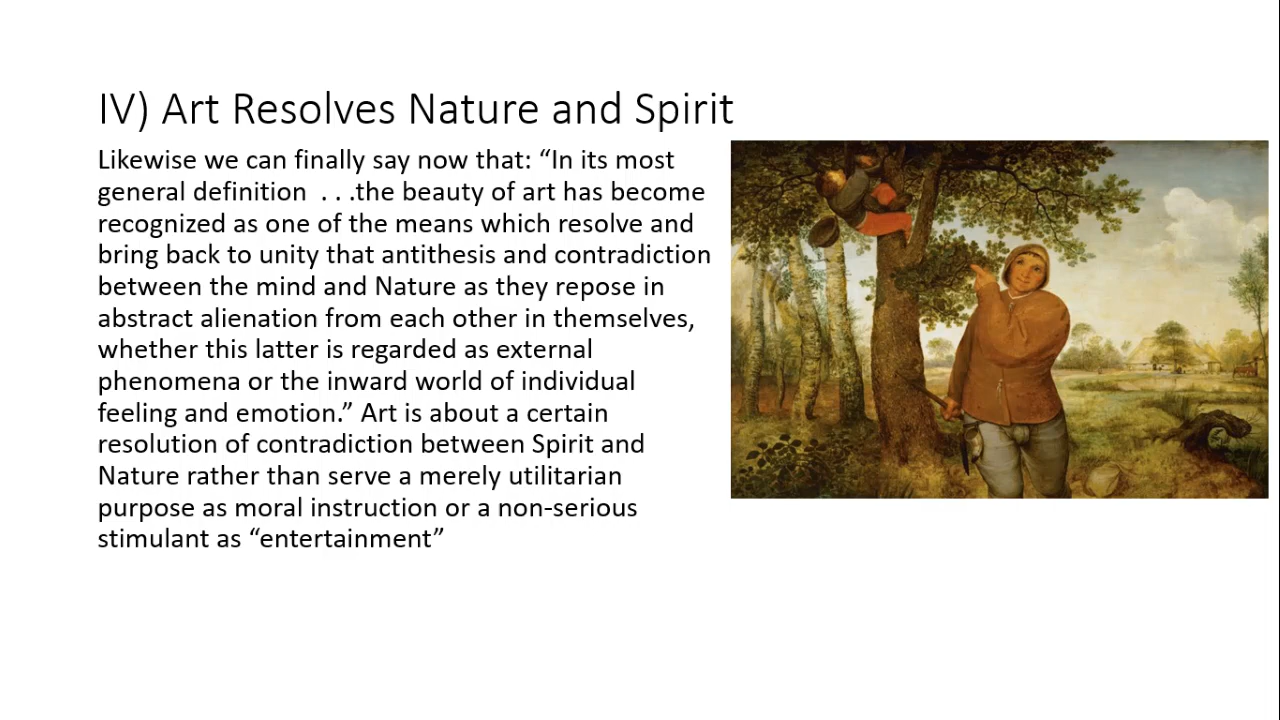 IV) Art Resolves Nature and Spirit
Likewise we can finally say now that: “In its most
general definition  . . .the beauty of art has become
recognized as one of the means which resolve and
bring back to unity that antithesis and contradiction
between the mind and Nature as they repose in
abstract alienation from each other in themselves,
whether this latter is regarded as external
phenomena or the inward world of individual
feeling and emotion.” Art is about a certain
resolution of contradiction between Spirit and
Nature rather than serve a merely utilitarian
purpose as moral instruction or a non-serious
stimulant as “entertainment”